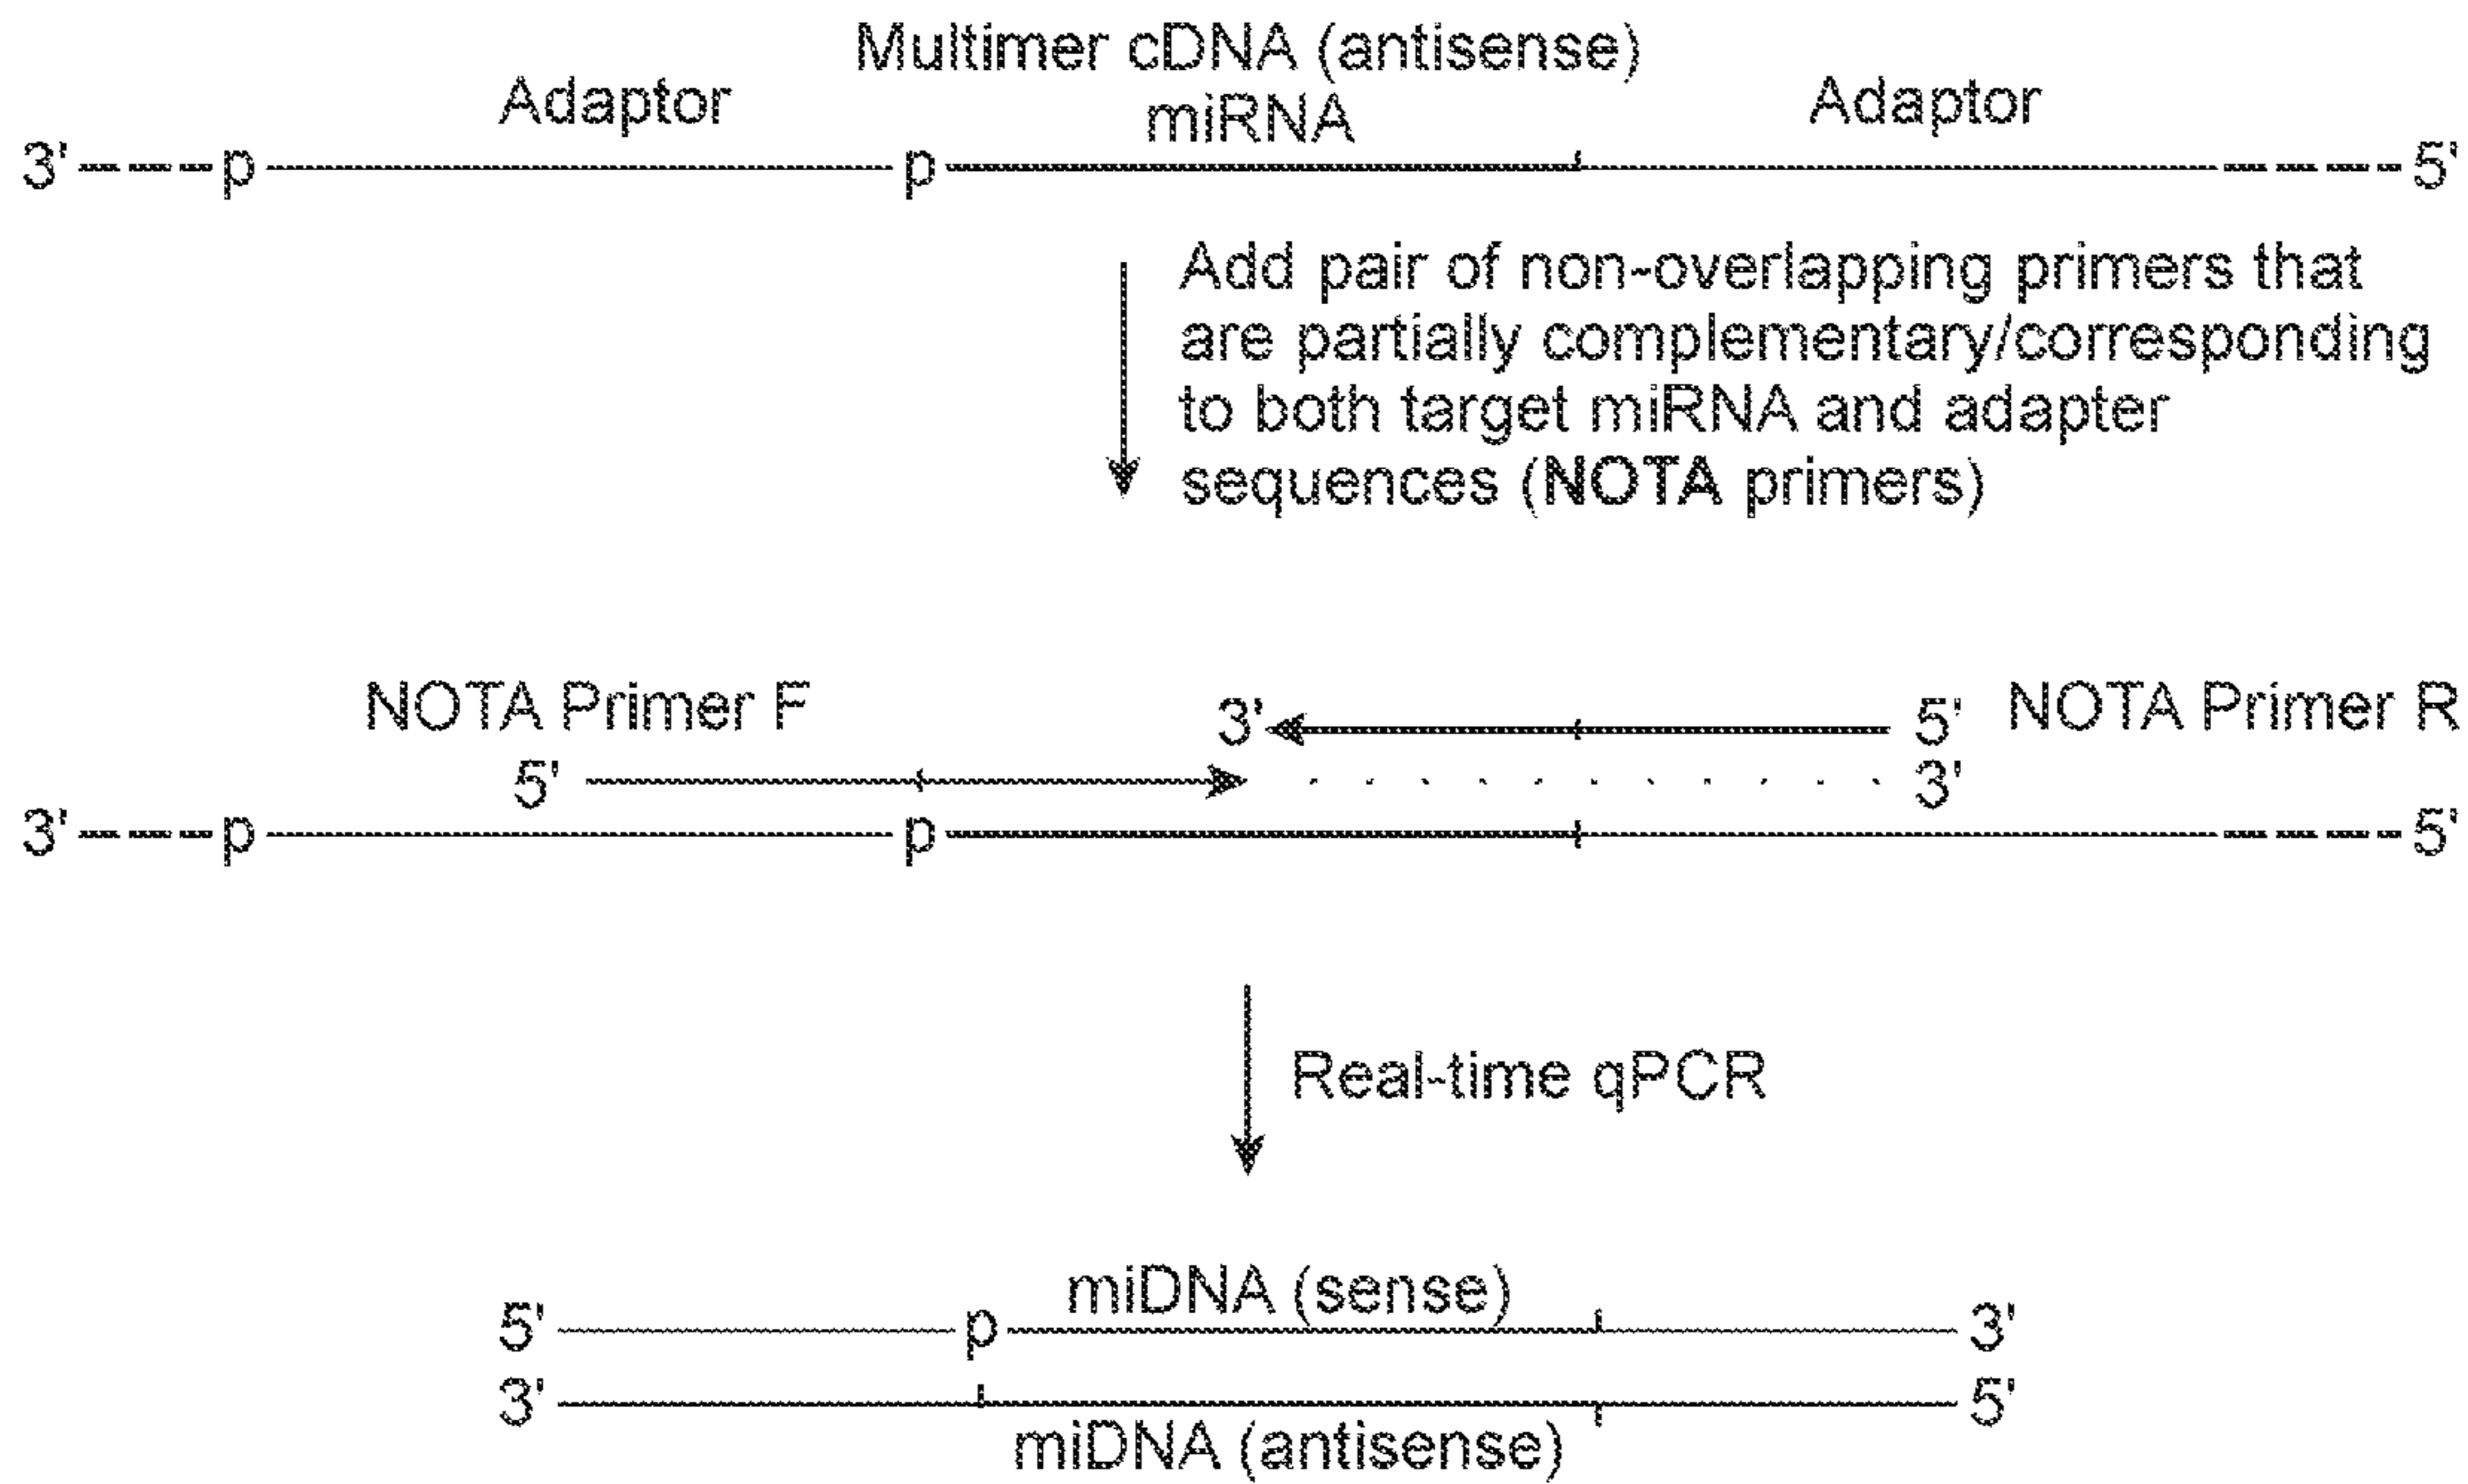 Multimer cDNA (antisense)
Adaptor miRNA Adaptor
3' p p 5'
Add pair of non-overlapping primers that
are partially complementary/corresponding
to both target miRNA and adapter
sequences (NOTA primers)
NOTA Primer F 3' 5' NOTA Primer R
5' 3'
3' p p 5'
Real-time qPCR
miDNA (sense)
5' p 3'
3' 5'
miDNA (antisense)